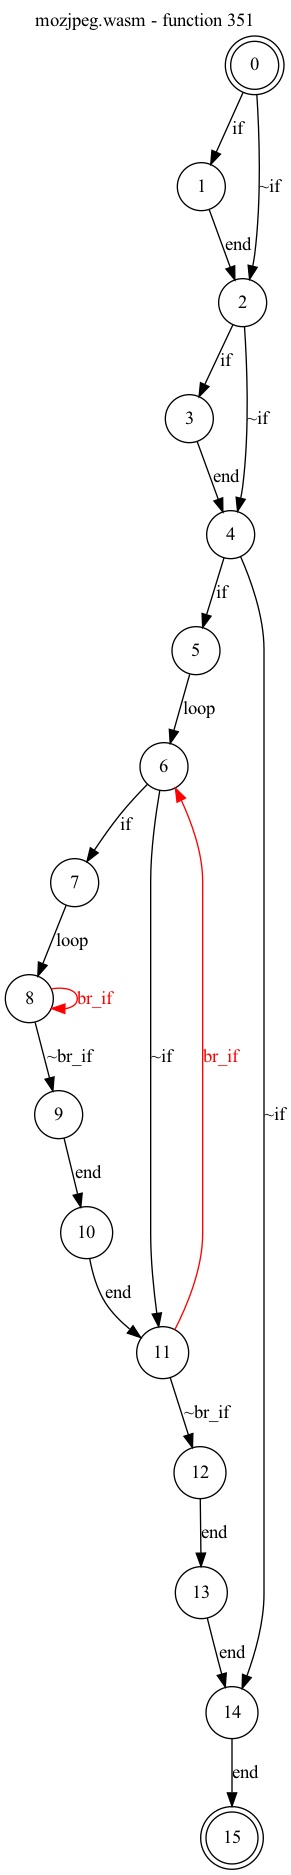 mozjpeg.wasm - function 351
0
if
1
~if
end
2
if
3
~if
end
4
if
5
loop
6
if
7
loop
8
br_if
~br_if
~if
br_if
~if
9
end
10
end
11
~br_if
12
end
13
end
14
end
15